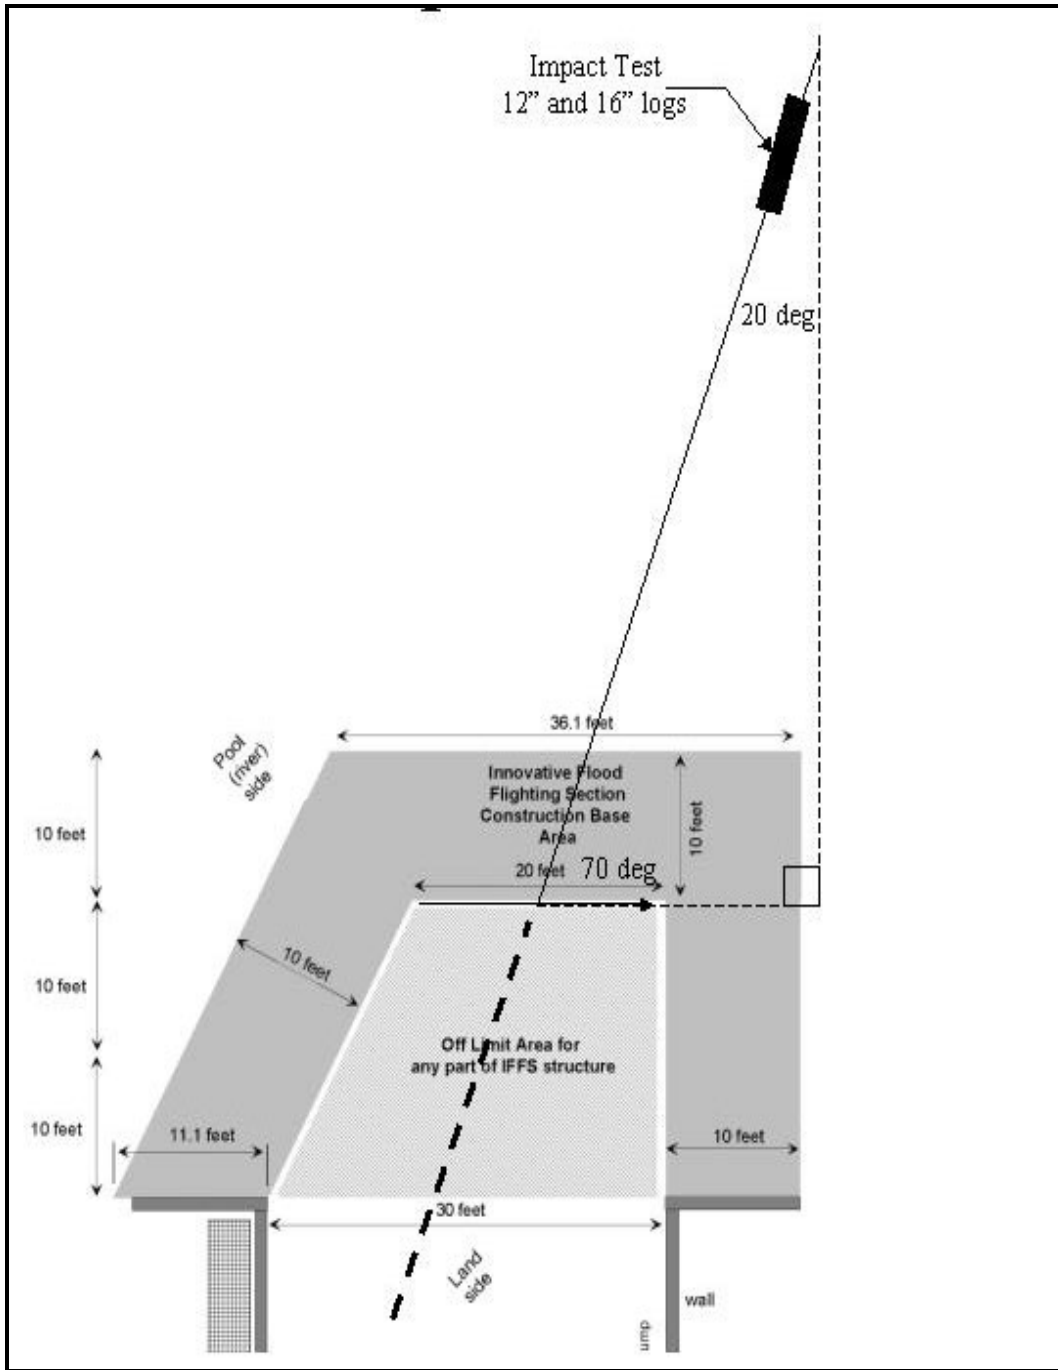 Impact Test
12” and 16” logs
20 deg
36.1 feet
Pool
(river)
side
Innovative Flood
Flighting Section
Construction Base
Area
10 feet
10 feet
20 feet
70 deg
10 feet
10 feet
Off Limit Area for
any part of IFFS structure
10 feet
11.1 feet
10 feet
30 feet
Land
side
wall
ump